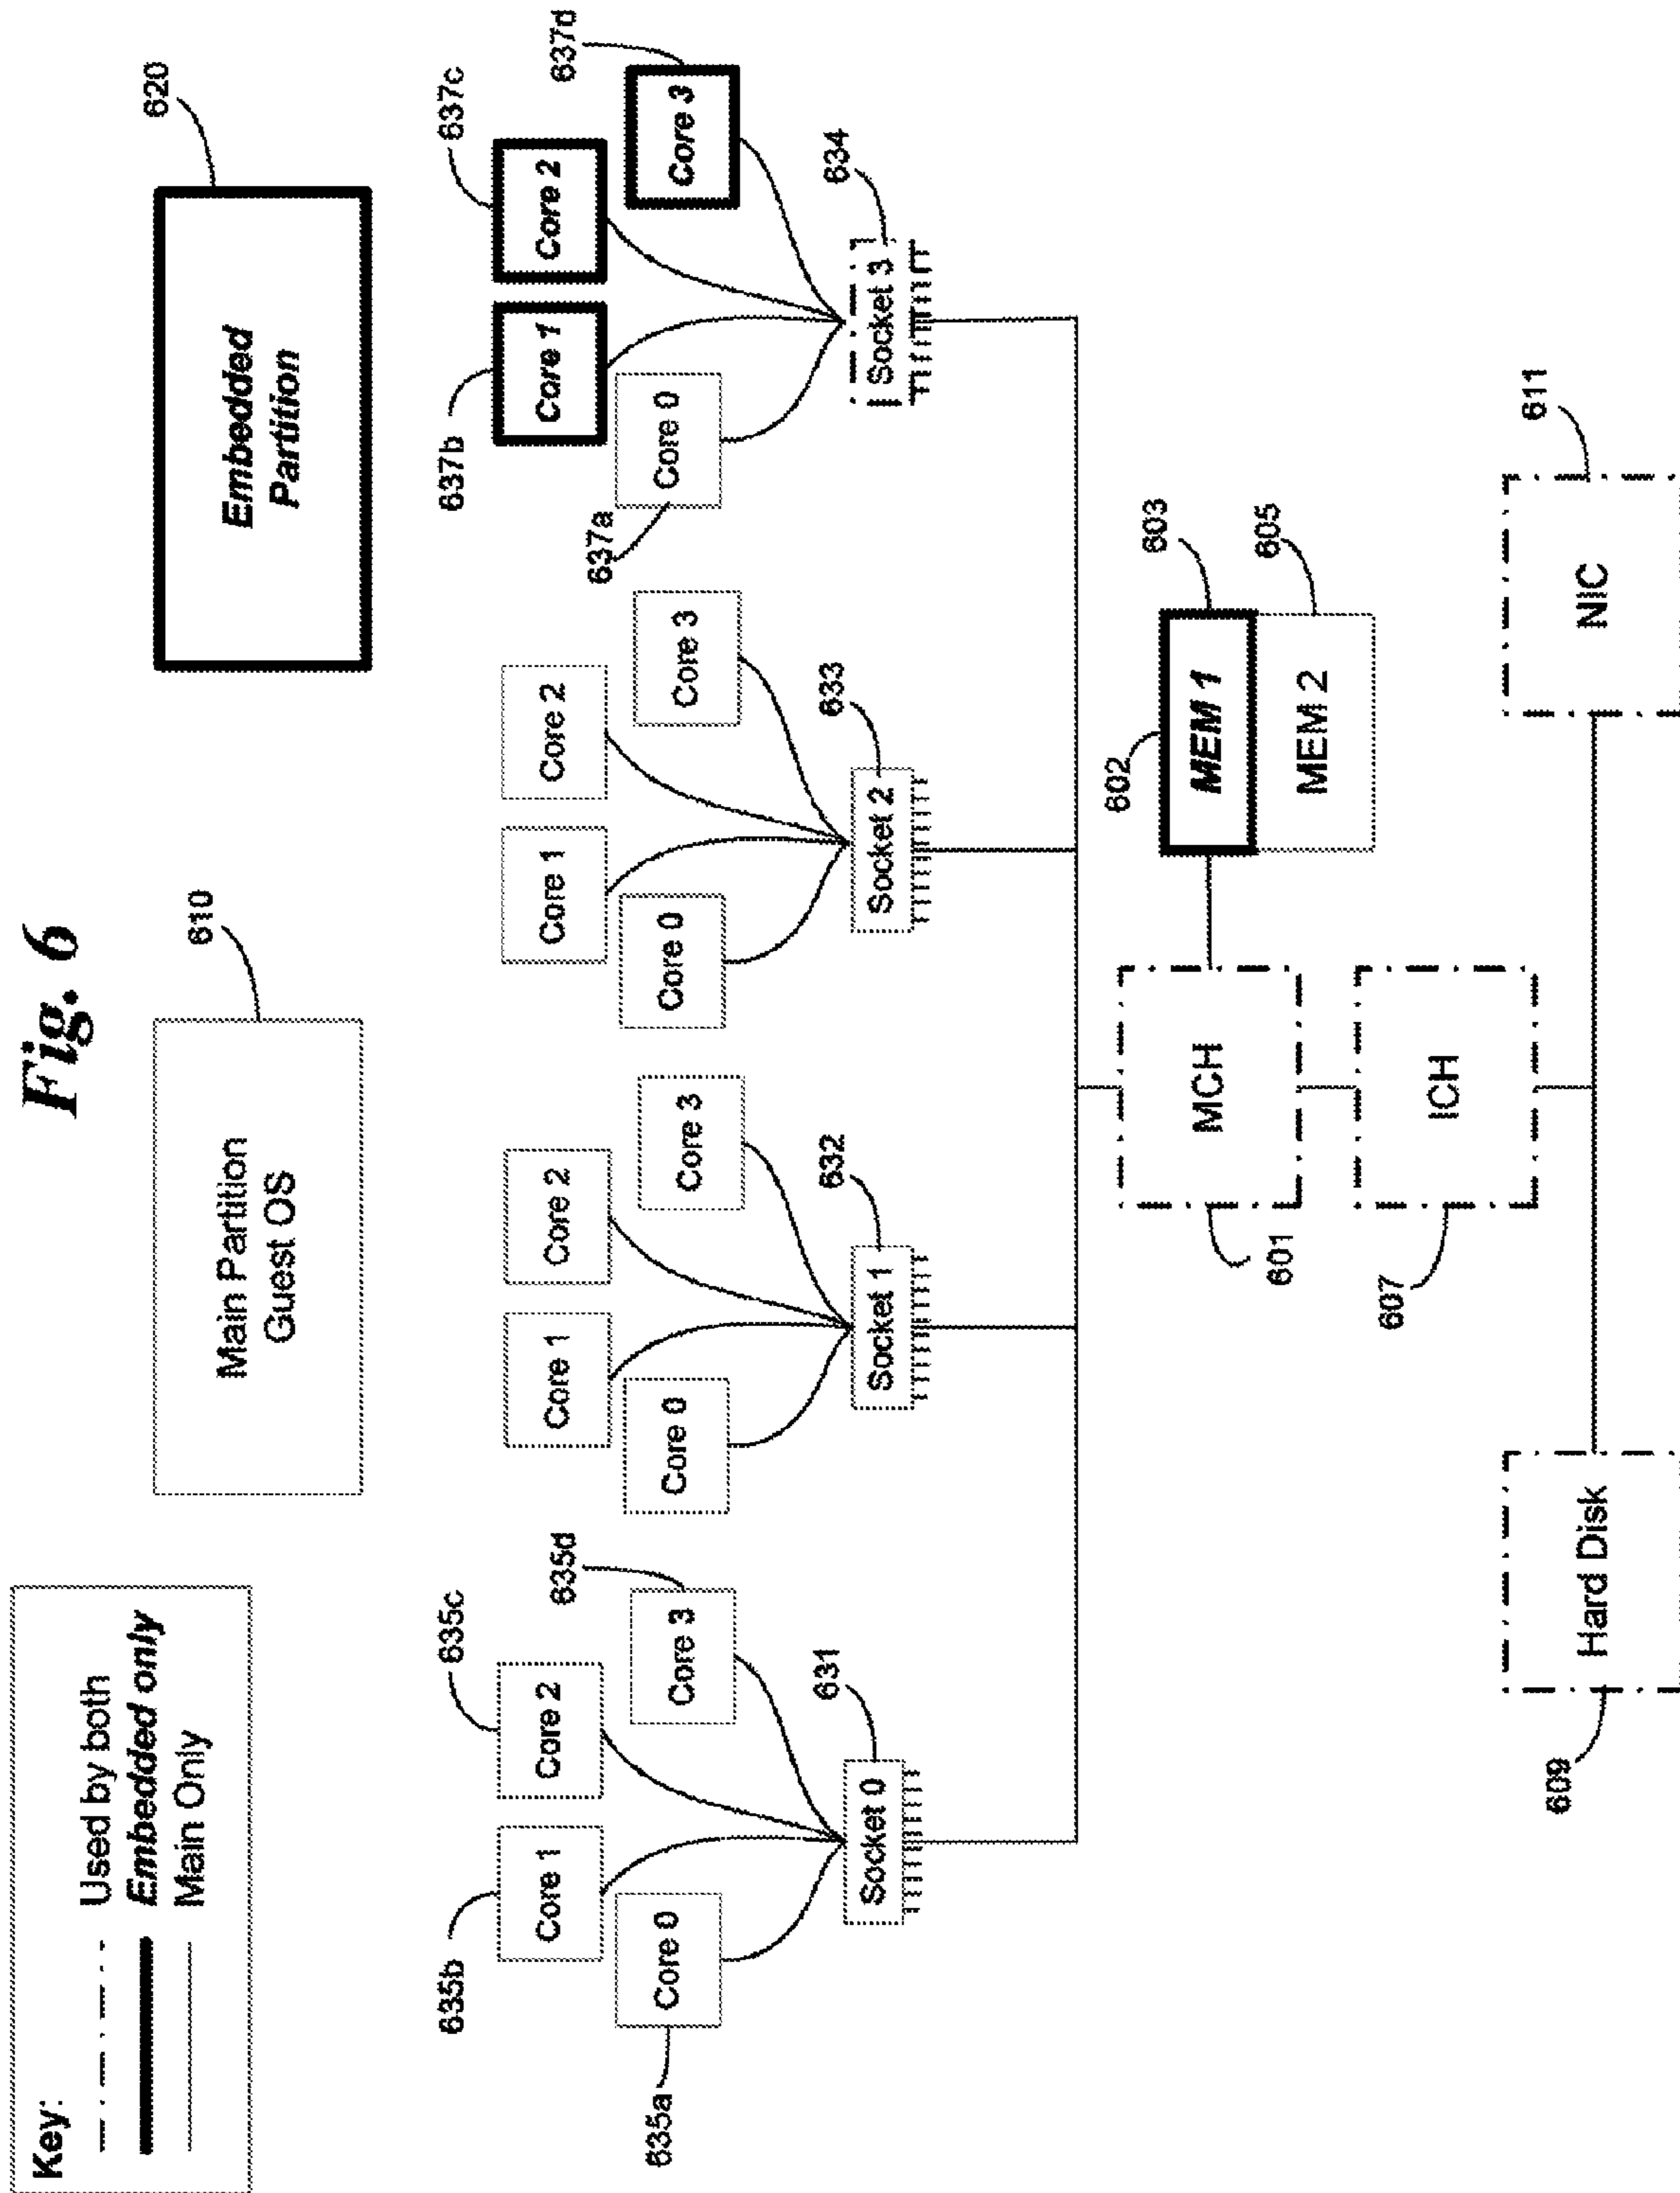 Fig. 6
Key:
Used by both
Embedded only
Main Only
Main Partition
Guest OS
610
Embedded
Partition
620
635a
Core 0
635b
Core 1
635c
Core 2
635d
Core 3
Socket 0
631
Core 0
Core 1
Core 2
Core 3
Socket 1
632
Core 0
Core 1
Core 2
Core 3
Socket 2
633
637a
Core 0
637b
Core 1
637c
Core 2
637d
Core 3
Socket 3
634
MCH
601
602
MEM 1
603
MEM 2
605
ICH
607
Hard Disk
609
NIC
611